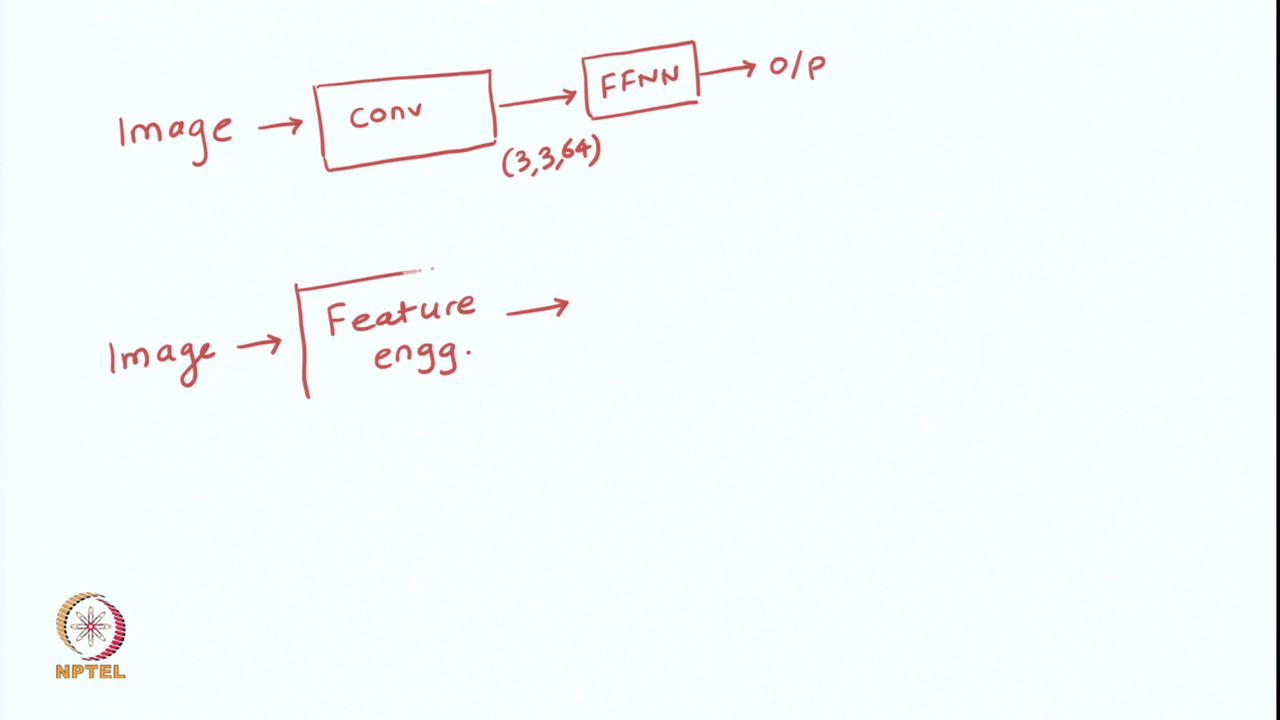 Image → Conv → FFNN → O/P
(3,3,64)
Image → Feature →
engg.
NPTEL